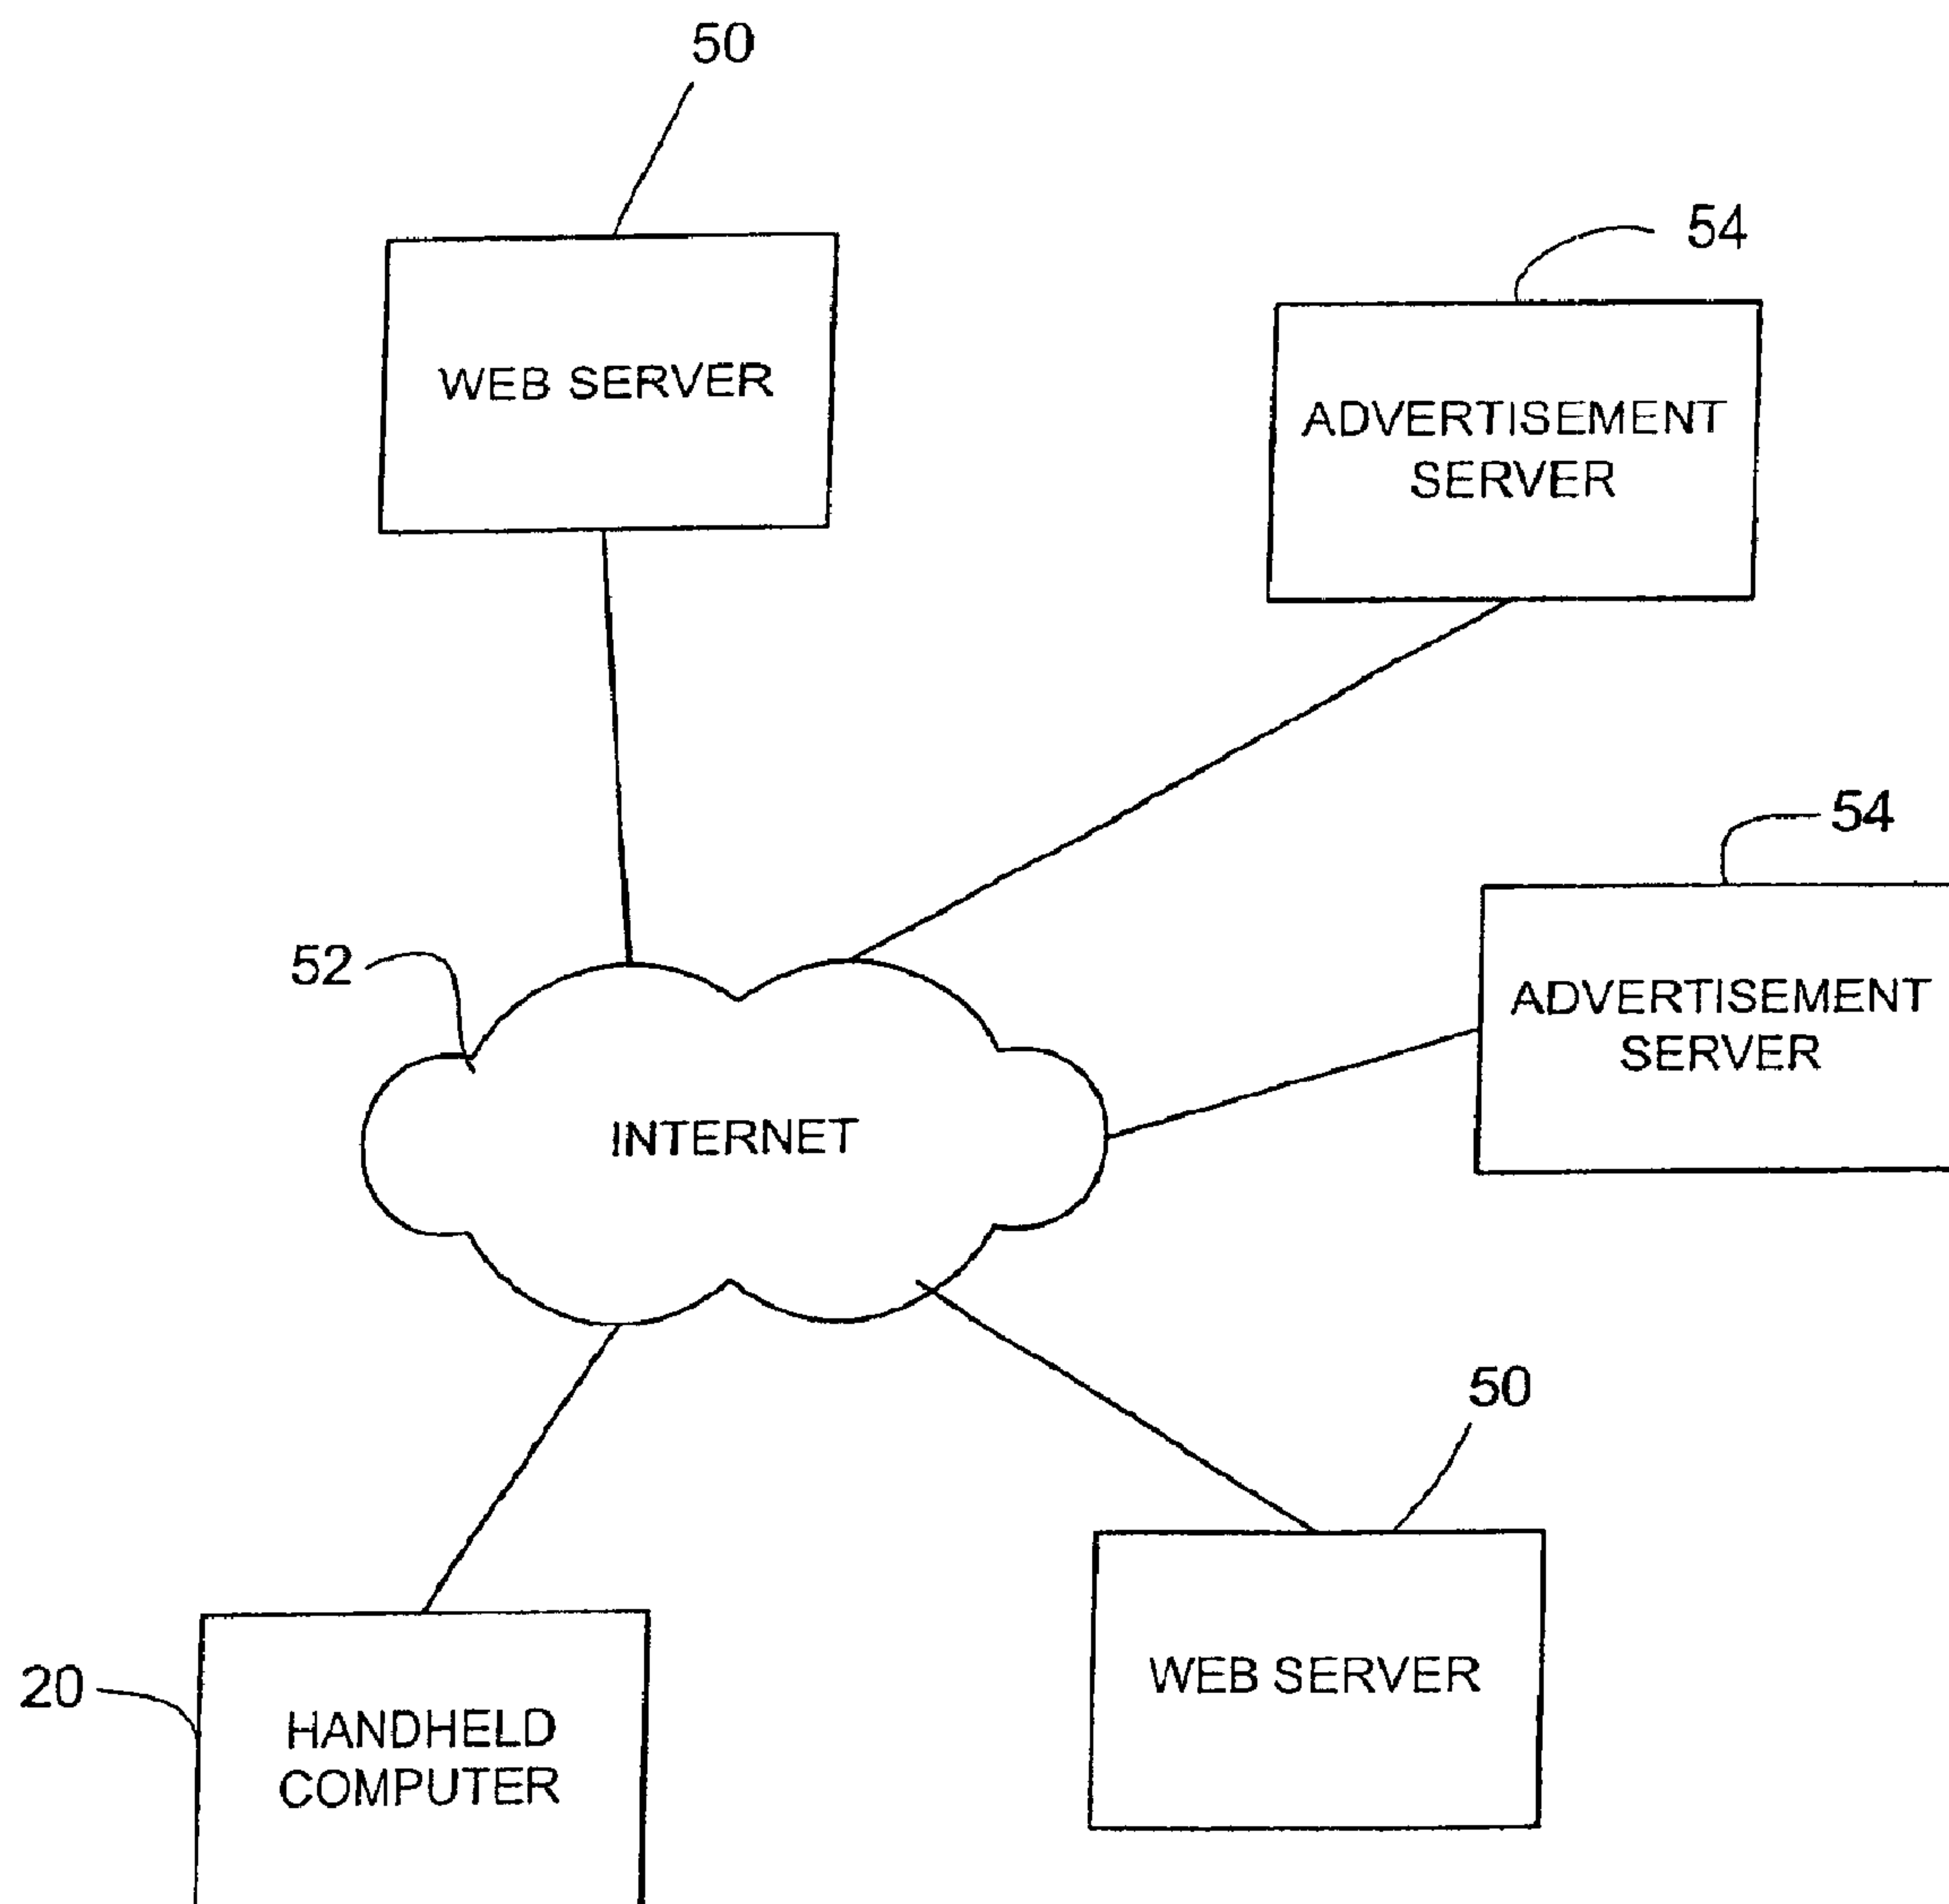 50
WEB SERVER
54
ADVERTISEMENT
SERVER
54
ADVERTISEMENT
SERVER
52
INTERNET
50
WEB SERVER
20
HANDHELD
COMPUTER